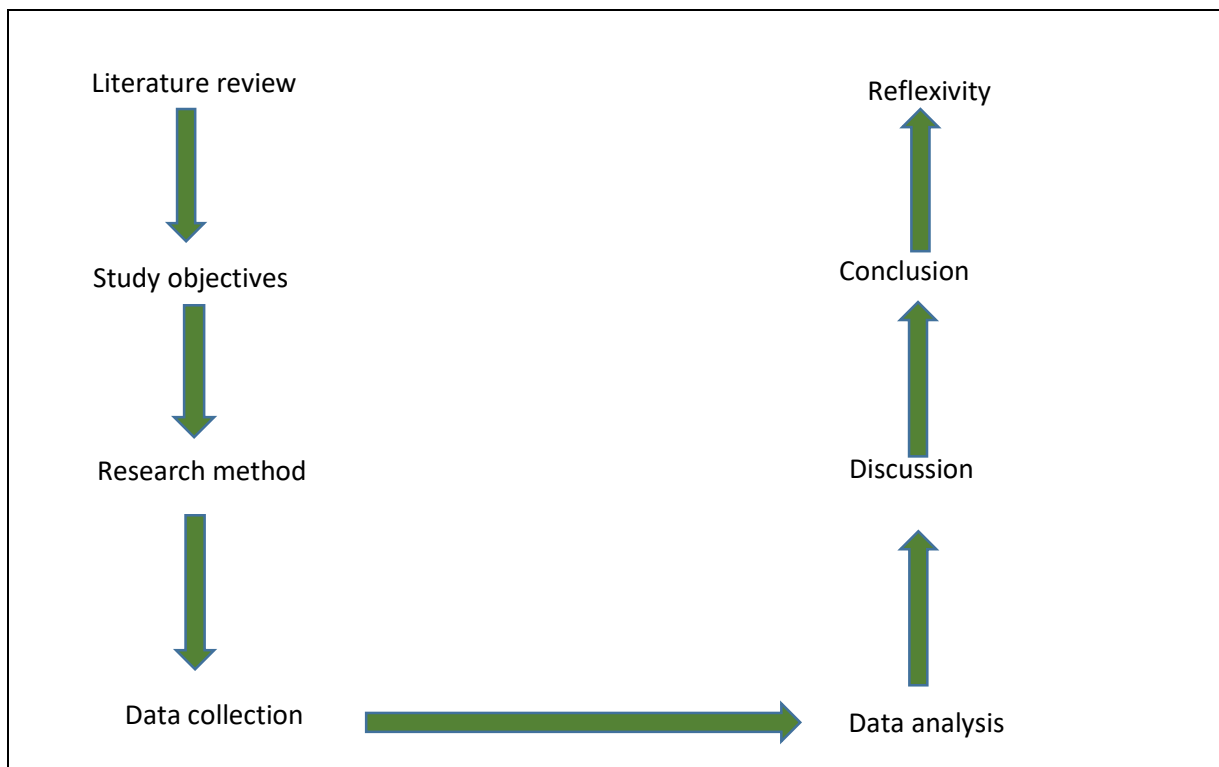 Literature review
Study objectives
Research method
Data collection
Data analysis
Discussion
Conclusion
Reflexivity